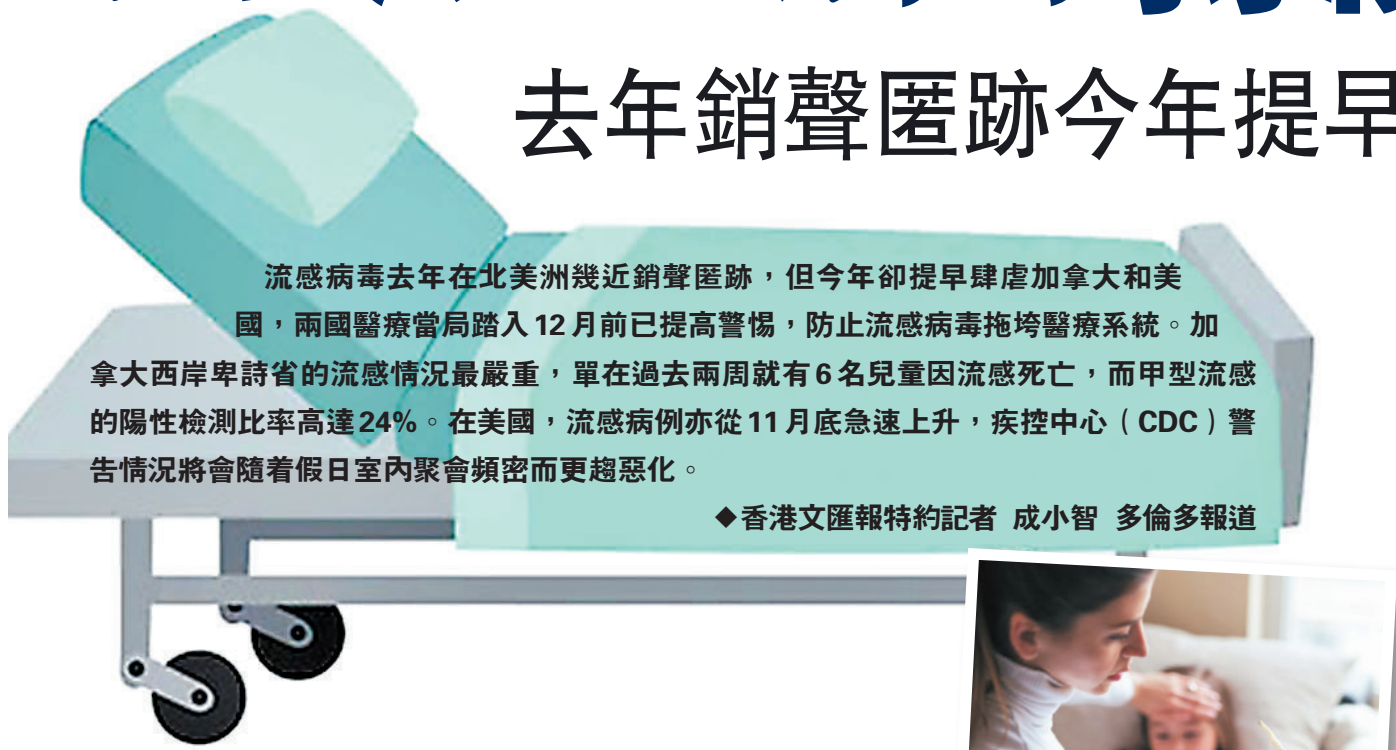 去年銷聲匿跡今年提早
流感病毒去年在北美洲幾近銷聲匿跡，但今年卻提早肆虐加拿大和美
國，兩國醫療當局踏入12月前已提高警惕，防止流感病毒拖垮醫療系統。加
拿大西岸卑詩省的流感情況最嚴重，單在過去兩周就有6名兒童因流感死亡，而甲型流感
的陽性檢測比率高達24%。在美國，流感病例亦從11月底急速上升，疾控中心（CDC）警
告情況將會隨着假日室內聚會頻密而更趨惡化。
◆香港文匯報特約記者 成小智 多倫多報道